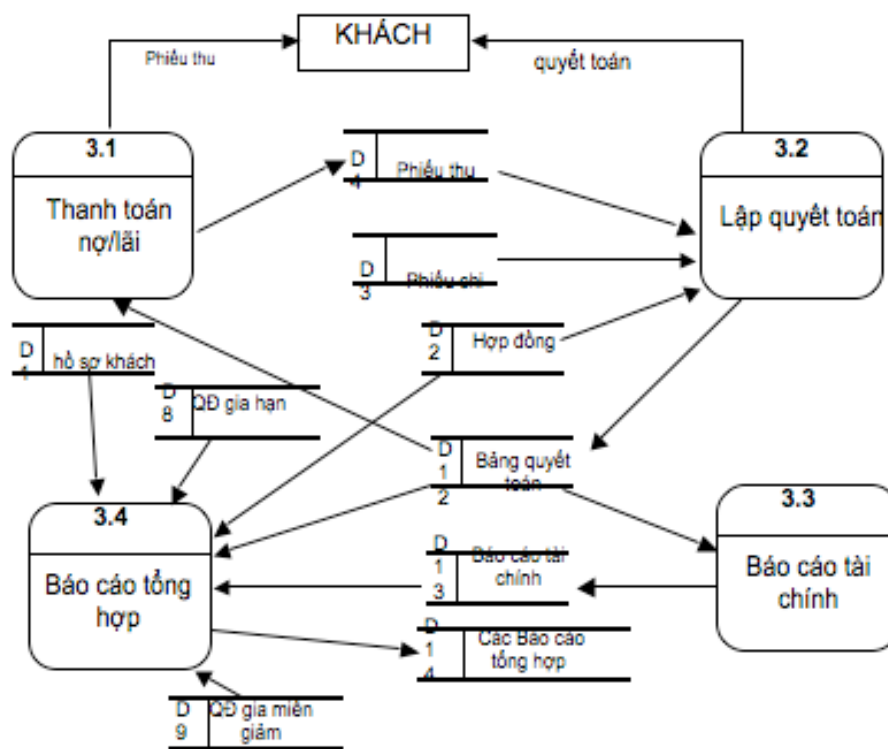 KHÁCH
Phiếu thu
quyết toán
3.1
Thanh toán
nợ/lãi
D
4
Phiếu thu
3.2
Lập quyết toán
D
3
Phiếu chi
D
1
hồ sơ khách
D
2
Hợp đồng
D
8
QĐ gia hạn
D
1
2
Bảng quyết
toán
3.4
Báo cáo tổng
hợp
3.3
Báo cáo tài
chính
D
1
3
Báo cáo tài
chính
D
1
4
Các Báo cáo
tổng hợp
D
9
QĐ gia miễn
giảm